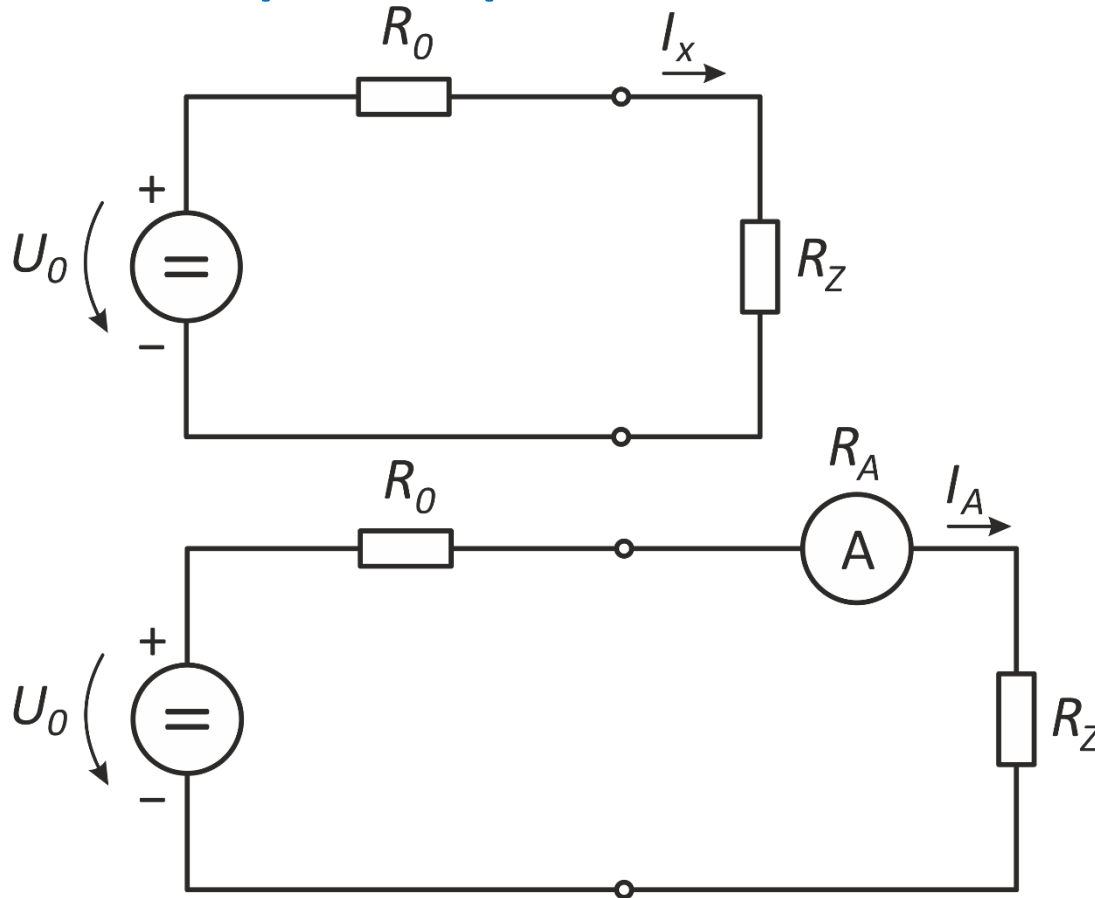 R0
Ix
+
U0
=
−
RZ
R0
RA
IA
A
+
U0
=
−
RZ